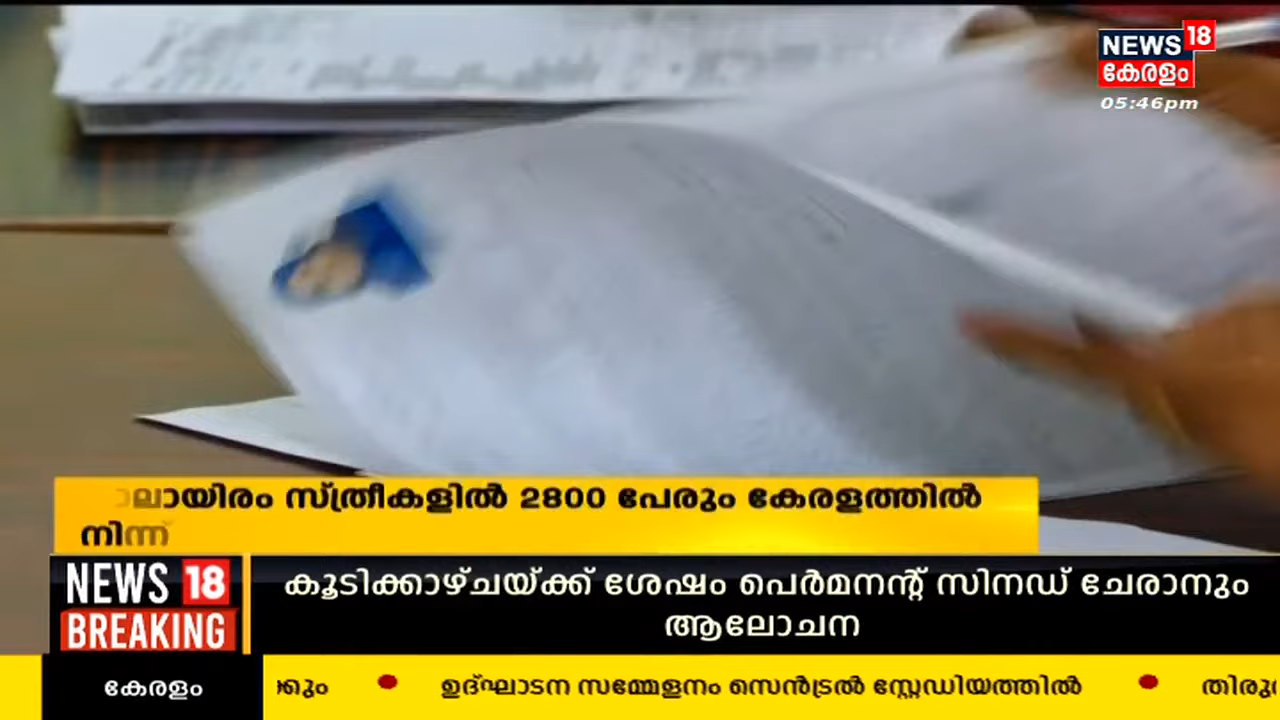 NEWS 18
കേരളം
05:46pm
സ്ത്രീകളിൽ 2800 പേരും കേരളത്തിൽ
നിന്ന്
NEWS 18
BREAKING
കൂടിക്കാഴ്ചയ്ക്ക് ശേഷം പെർമനന്റ് സിനഡ് ചേരാനും
ആലോചന
കേരളം
ഉദ്ഘാടന സമ്മേളനം സെൻട്രൽ സ്റ്റേഡിയത്തിൽ